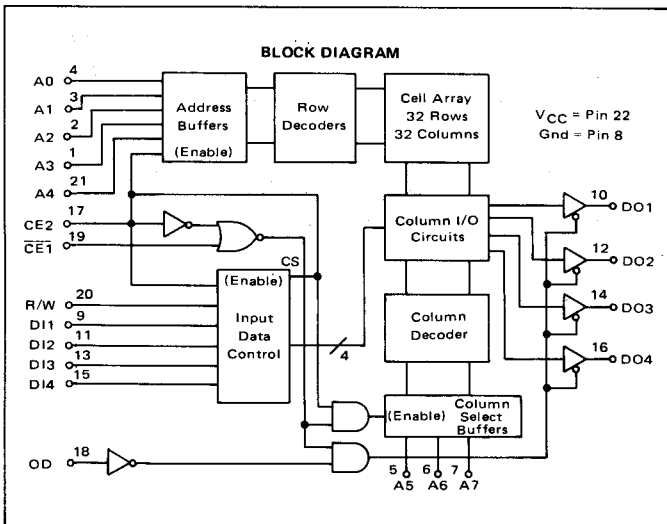 BLOCK DIAGRAM
A0 4
A1 3
A2 2
A3 1
A4 21
CE2 17
CE1 19
R/W 20
DI1 9
DI2 11
DI3 13
DI4 15
OD 18
Address
Buffers
(Enable)
Row
Decoders
Cell Array
32 Rows
32 Columns
VCC = Pin 22
Gnd = Pin 8
CS
(Enable)
Input
Data
Control
4
Column I/O
Circuits
Column
Decoder
(Enable) Column
Select
Buffers
5 6 7
A5 A6 A7
10 DO1
12 DO2
14 DO3
16 DO4